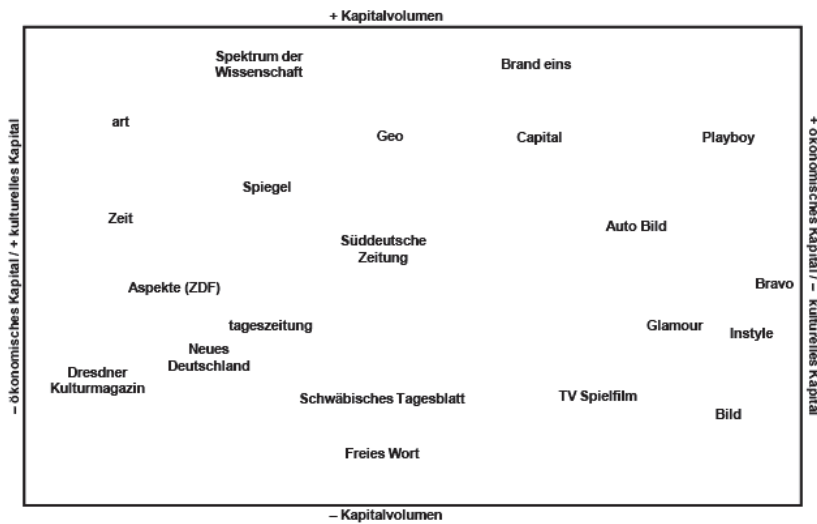 + Kapitalvolumen
Spektrum der
Wissenschaft
Brand eins
art
Geo
Capital
Playboy
Spiegel
Zeit
Auto Bild
Süddeutsche
Zeitung
Aspekte (ZDF)
Bravo
tageszeitung
Glamour
Instyle
Neues
Deutschland
Dresdner
Kulturmagazin
Schwäbisches Tagesblatt
TV Spielfilm
Bild
Freies Wort
– Kapitalvolumen
– ökonomisches Kapital / + kulturelles Kapital
+ ökonomisches Kapital / – kulturelles Kapital